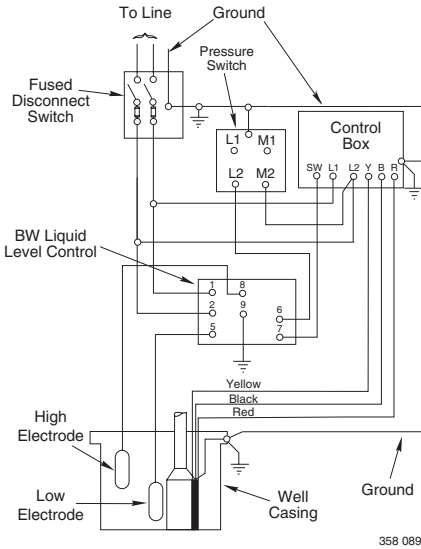 To Line
Ground
Pressure
Switch
Fused
Disconnect
Switch
L1 M1
L2 M2
Control
Box
SW L1 L2 Y B R
BW Liquid
Level Control
1
8
2
9
6
5
7
Yellow
Black
Red
High
Electrode
Low
Electrode
Well
Casing
Ground
358 089